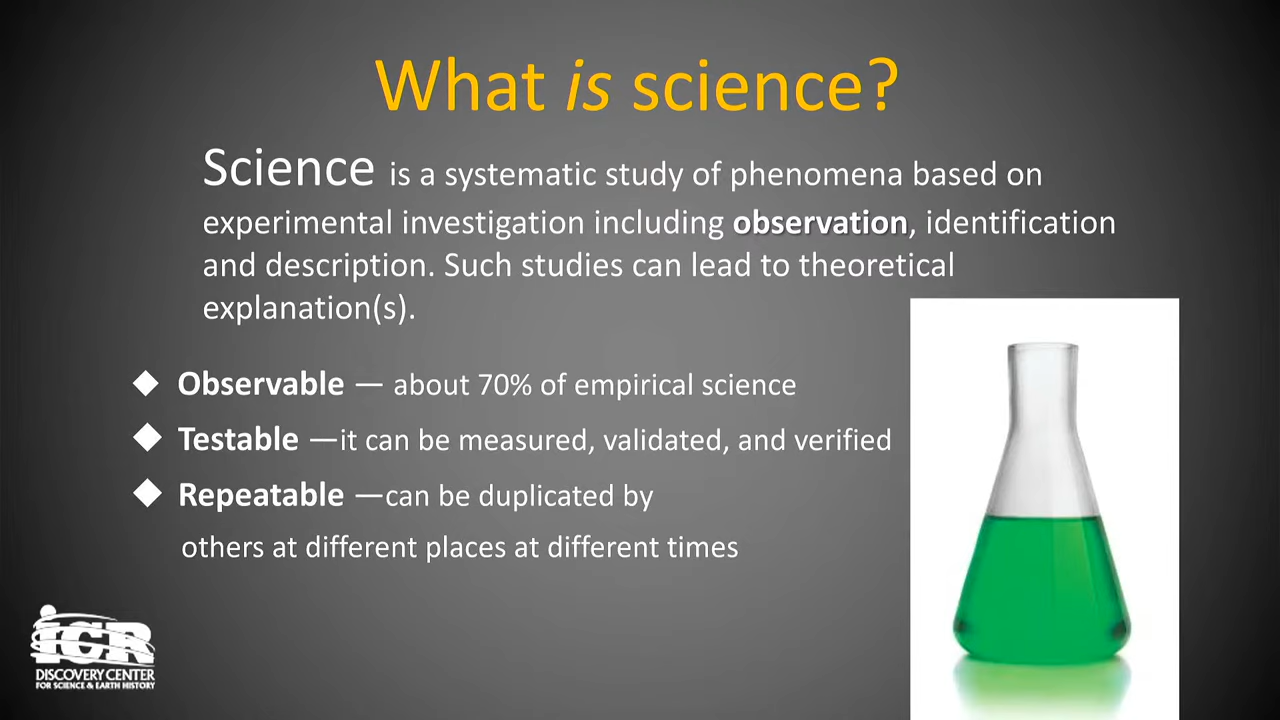 What is science?
Science is a systematic study of phenomena based on
experimental investigation including observation, identification
and description. Such studies can lead to theoretical
explanation(s).
Observable — about 70% of empirical science
Testable —it can be measured, validated, and verified
Repeatable —can be duplicated by
others at different places at different times
ICR
DISCOVERY CENTER
FOR SCIENCE & EARTH HISTORY